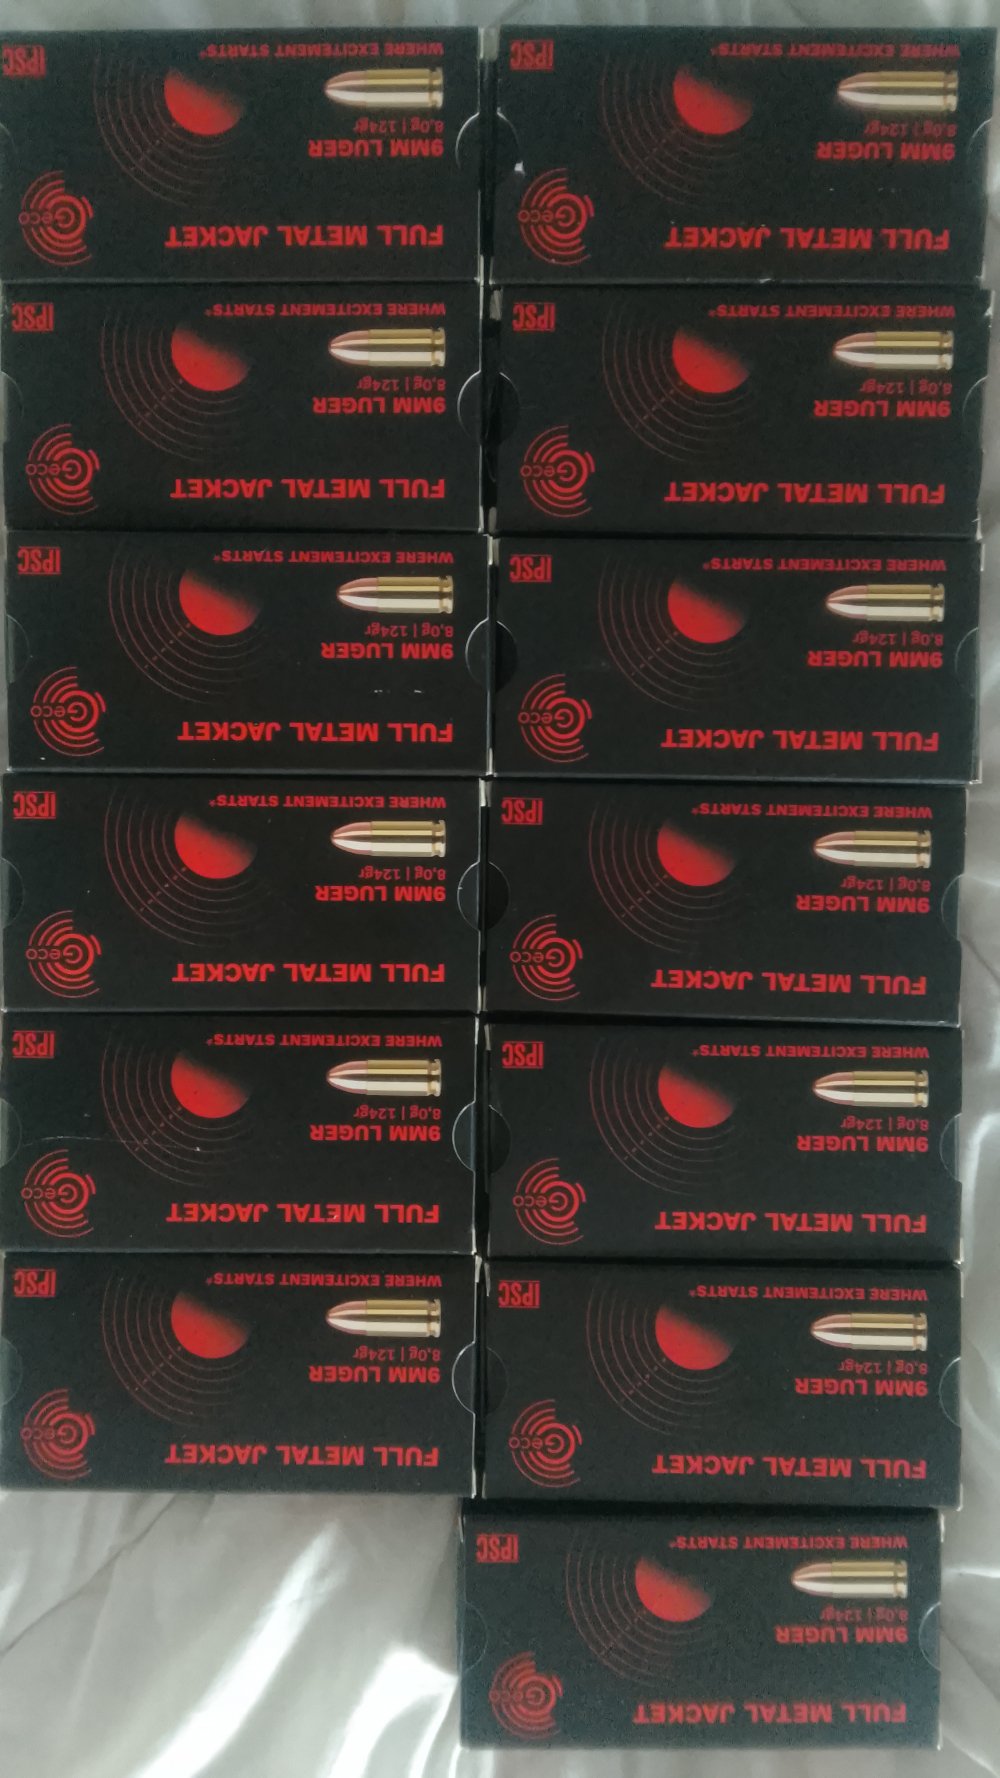 FULL METAL JACKET
Geco
9MM LUGER
8,0g | 124gr
WHERE EXCITEMENT STARTS®
IPSC
FULL METAL JACKET
Geco
9MM LUGER
8,0g | 124gr
WHERE EXCITEMENT STARTS®
IPSC
FULL METAL JACKET
Geco
9MM LUGER
8,0g | 124gr
WHERE EXCITEMENT STARTS®
IPSC
FULL METAL JACKET
Geco
9MM LUGER
8,0g | 124gr
WHERE EXCITEMENT STARTS®
IPSC
FULL METAL JACKET
Geco
9MM LUGER
8,0g | 124gr
WHERE EXCITEMENT STARTS®
IPSC
FULL METAL JACKET
Geco
9MM LUGER
8,0g | 124gr
WHERE EXCITEMENT STARTS®
IPSC
FULL METAL JACKET
Geco
9MM LUGER
8,0g | 124gr
WHERE EXCITEMENT STARTS®
IPSC
FULL METAL JACKET
Geco
9MM LUGER
8,0g | 124gr
WHERE EXCITEMENT STARTS®
IPSC
FULL METAL JACKET
Geco
9MM LUGER
8,0g | 124gr
WHERE EXCITEMENT STARTS®
IPSC
FULL METAL JACKET
Geco
9MM LUGER
8,0g | 124gr
WHERE EXCITEMENT STARTS®
IPSC
FULL METAL JACKET
Geco
9MM LUGER
8,0g | 124gr
WHERE EXCITEMENT STARTS®
IPSC
FULL METAL JACKET
Geco
9MM LUGER
8,0g | 124gr
WHERE EXCITEMENT STARTS®
IPSC
FULL METAL JACKET
Geco
9MM LUGER
8,0g | 124gr
WHERE EXCITEMENT STARTS®
IPSC